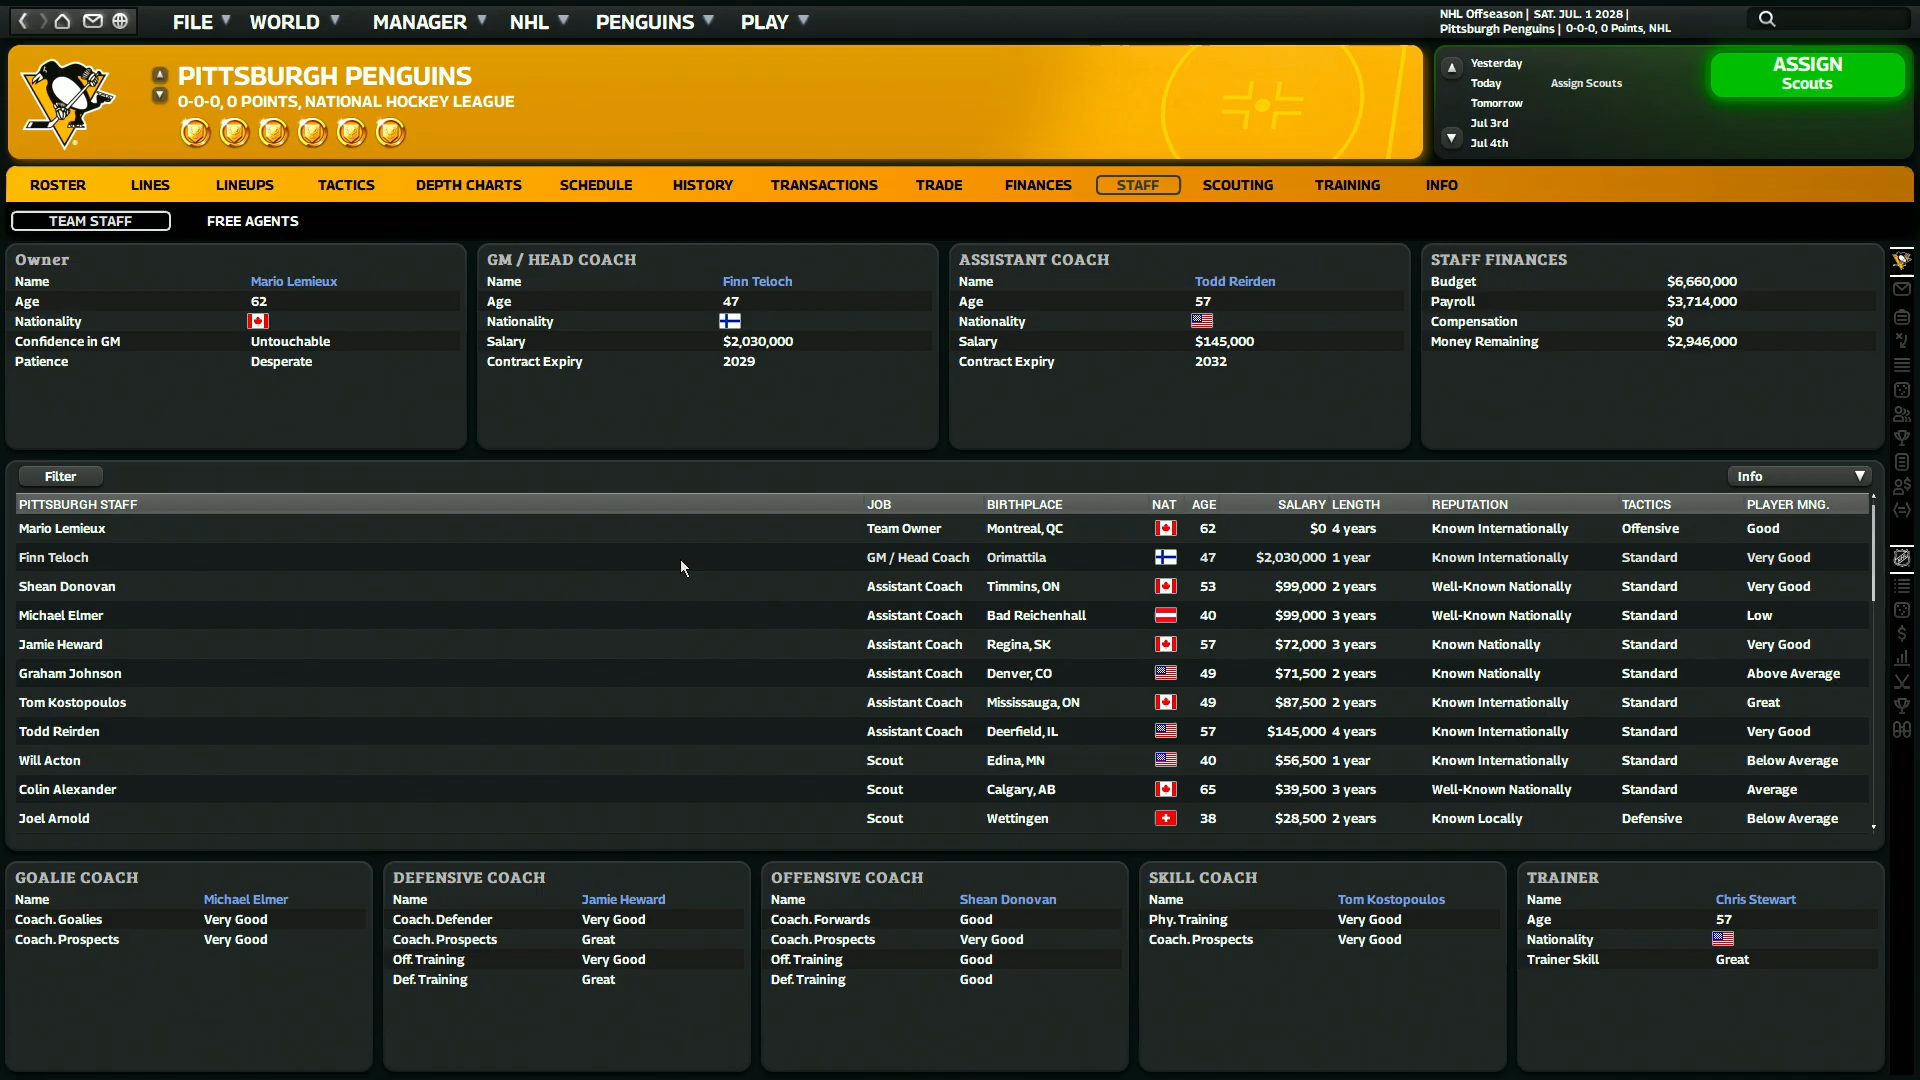 FILE WORLD MANAGER NHL PENGUINS PLAY
NHL Offseason | SAT. JUL. 1 2028 |
Pittsburgh Penguins | 0-0-0, 0 Points, NHL
PITTSBURGH PENGUINS
0-0-0, 0 POINTS, NATIONAL HOCKEY LEAGUE
Yesterday
Today Assign Scouts
Tomorrow
Jul 3rd
Jul 4th
ASSIGN
Scouts
ROSTER LINES LINEUPS TACTICS DEPTH CHARTS SCHEDULE HISTORY TRANSACTIONS TRADE FINANCES STAFF SCOUTING TRAINING INFO
TEAM STAFF FREE AGENTS
Owner
Name Mario Lemieux
Age 62
Nationality
Confidence in GM Untouchable
Patience Desperate
GM / HEAD COACH
Name Finn Teloch
Age 47
Nationality
Salary $2,030,000
Contract Expiry 2029
ASSISTANT COACH
Name Todd Reirden
Age 57
Nationality
Salary $145,000
Contract Expiry 2032
STAFF FINANCES
Budget $6,660,000
Payroll $3,714,000
Compensation $0
Money Remaining $2,946,000
Filter Info
PITTSBURGH STAFF JOB BIRTHPLACE NAT AGE SALARY LENGTH REPUTATION TACTICS PLAYER MNG.
Mario Lemieux Team Owner Montreal, QC 62 $0 4 years Known Internationally Offensive Good
Finn Teloch GM / Head Coach Orimattila 47 $2,030,000 1 year Known Internationally Standard Very Good
Shean Donovan Assistant Coach Timmins, ON 53 $99,000 2 years Well-Known Nationally Standard Very Good
Michael Elmer Assistant Coach Bad Reichenhall 40 $99,000 3 years Well-Known Nationally Standard Low
Jamie Heward Assistant Coach Regina, SK 57 $72,000 3 years Known Nationally Standard Very Good
Graham Johnson Assistant Coach Denver, CO 49 $71,500 2 years Known Nationally Standard Above Average
Tom Kostopoulos Assistant Coach Mississauga, ON 49 $87,500 2 years Known Internationally Standard Great
Todd Reirden Assistant Coach Deerfield, IL 57 $145,000 4 years Known Internationally Standard Very Good
Will Acton Scout Edina, MN 40 $56,500 1 year Known Internationally Standard Below Average
Colin Alexander Scout Calgary, AB 65 $39,500 3 years Well-Known Nationally Standard Average
Joel Arnold Scout Wettingen 38 $28,500 2 years Known Locally Defensive Below Average
GOALIE COACH
Name Michael Elmer
Coach. Goalies Very Good
Coach. Prospects Very Good
DEFENSIVE COACH
Name Jamie Heward
Coach. Defender Very Good
Coach. Prospects Great
Off. Training Very Good
Def. Training Great
OFFENSIVE COACH
Name Shean Donovan
Coach. Forwards Good
Coach. Prospects Very Good
Off. Training Good
Def. Training Good
SKILL COACH
Name Tom Kostopoulos
Phy. Training Very Good
Coach. Prospects Very Good
TRAINER
Name Chris Stewart
Age 57
Nationality
Trainer Skill Great